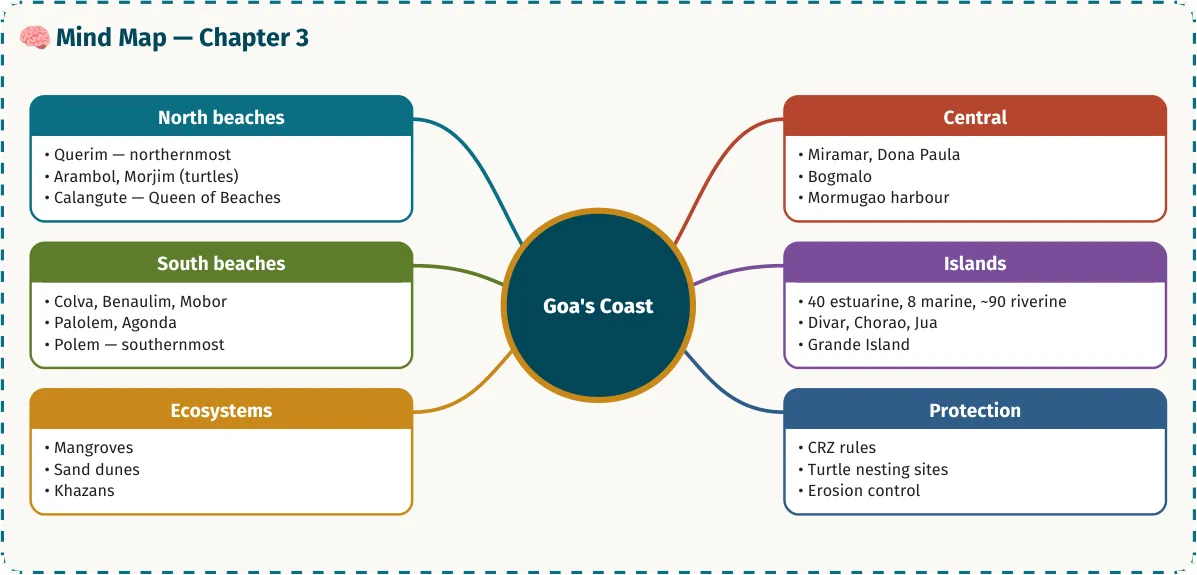 🧠 Mind Map — Chapter 3
North beaches
• Querim — northernmost
• Arambol, Morjim (turtles)
• Calangute — Queen of Beaches
South beaches
• Colva, Benaulim, Mobor
• Palolem, Agonda
• Polem — southernmost
Ecosystems
• Mangroves
• Sand dunes
• Khazans
Goa's Coast
Central
• Miramar, Dona Paula
• Bogmalo
• Mormugao harbour
Islands
• 40 estuarine, 8 marine, ~90 riverine
• Divar, Chorao, Jua
• Grande Island
Protection
• CRZ rules
• Turtle nesting sites
• Erosion control